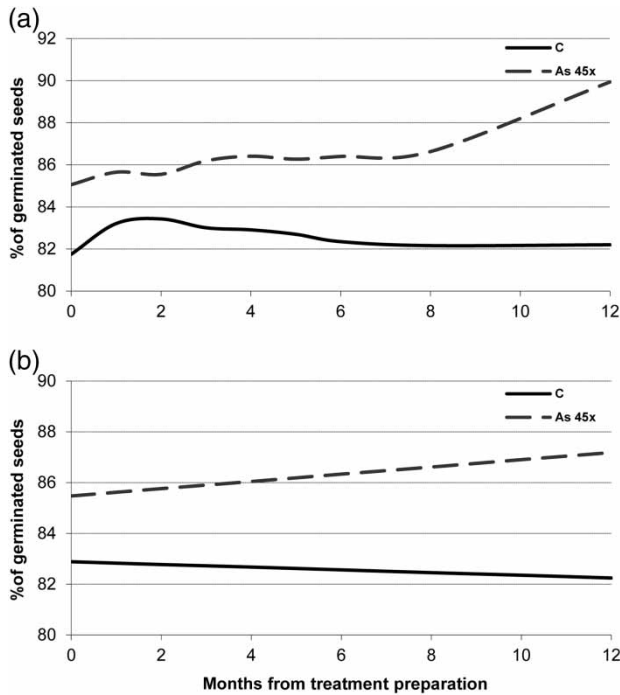 (a)
92
90
88
86
84
82
80
%of germinated seeds
C
As 45x
0 2 4 6 8 10 12
(b)
90
88
86
84
82
80
%of germinated seeds
C
As 45x
0 2 4 6 8 10 12
Months from treatment preparation